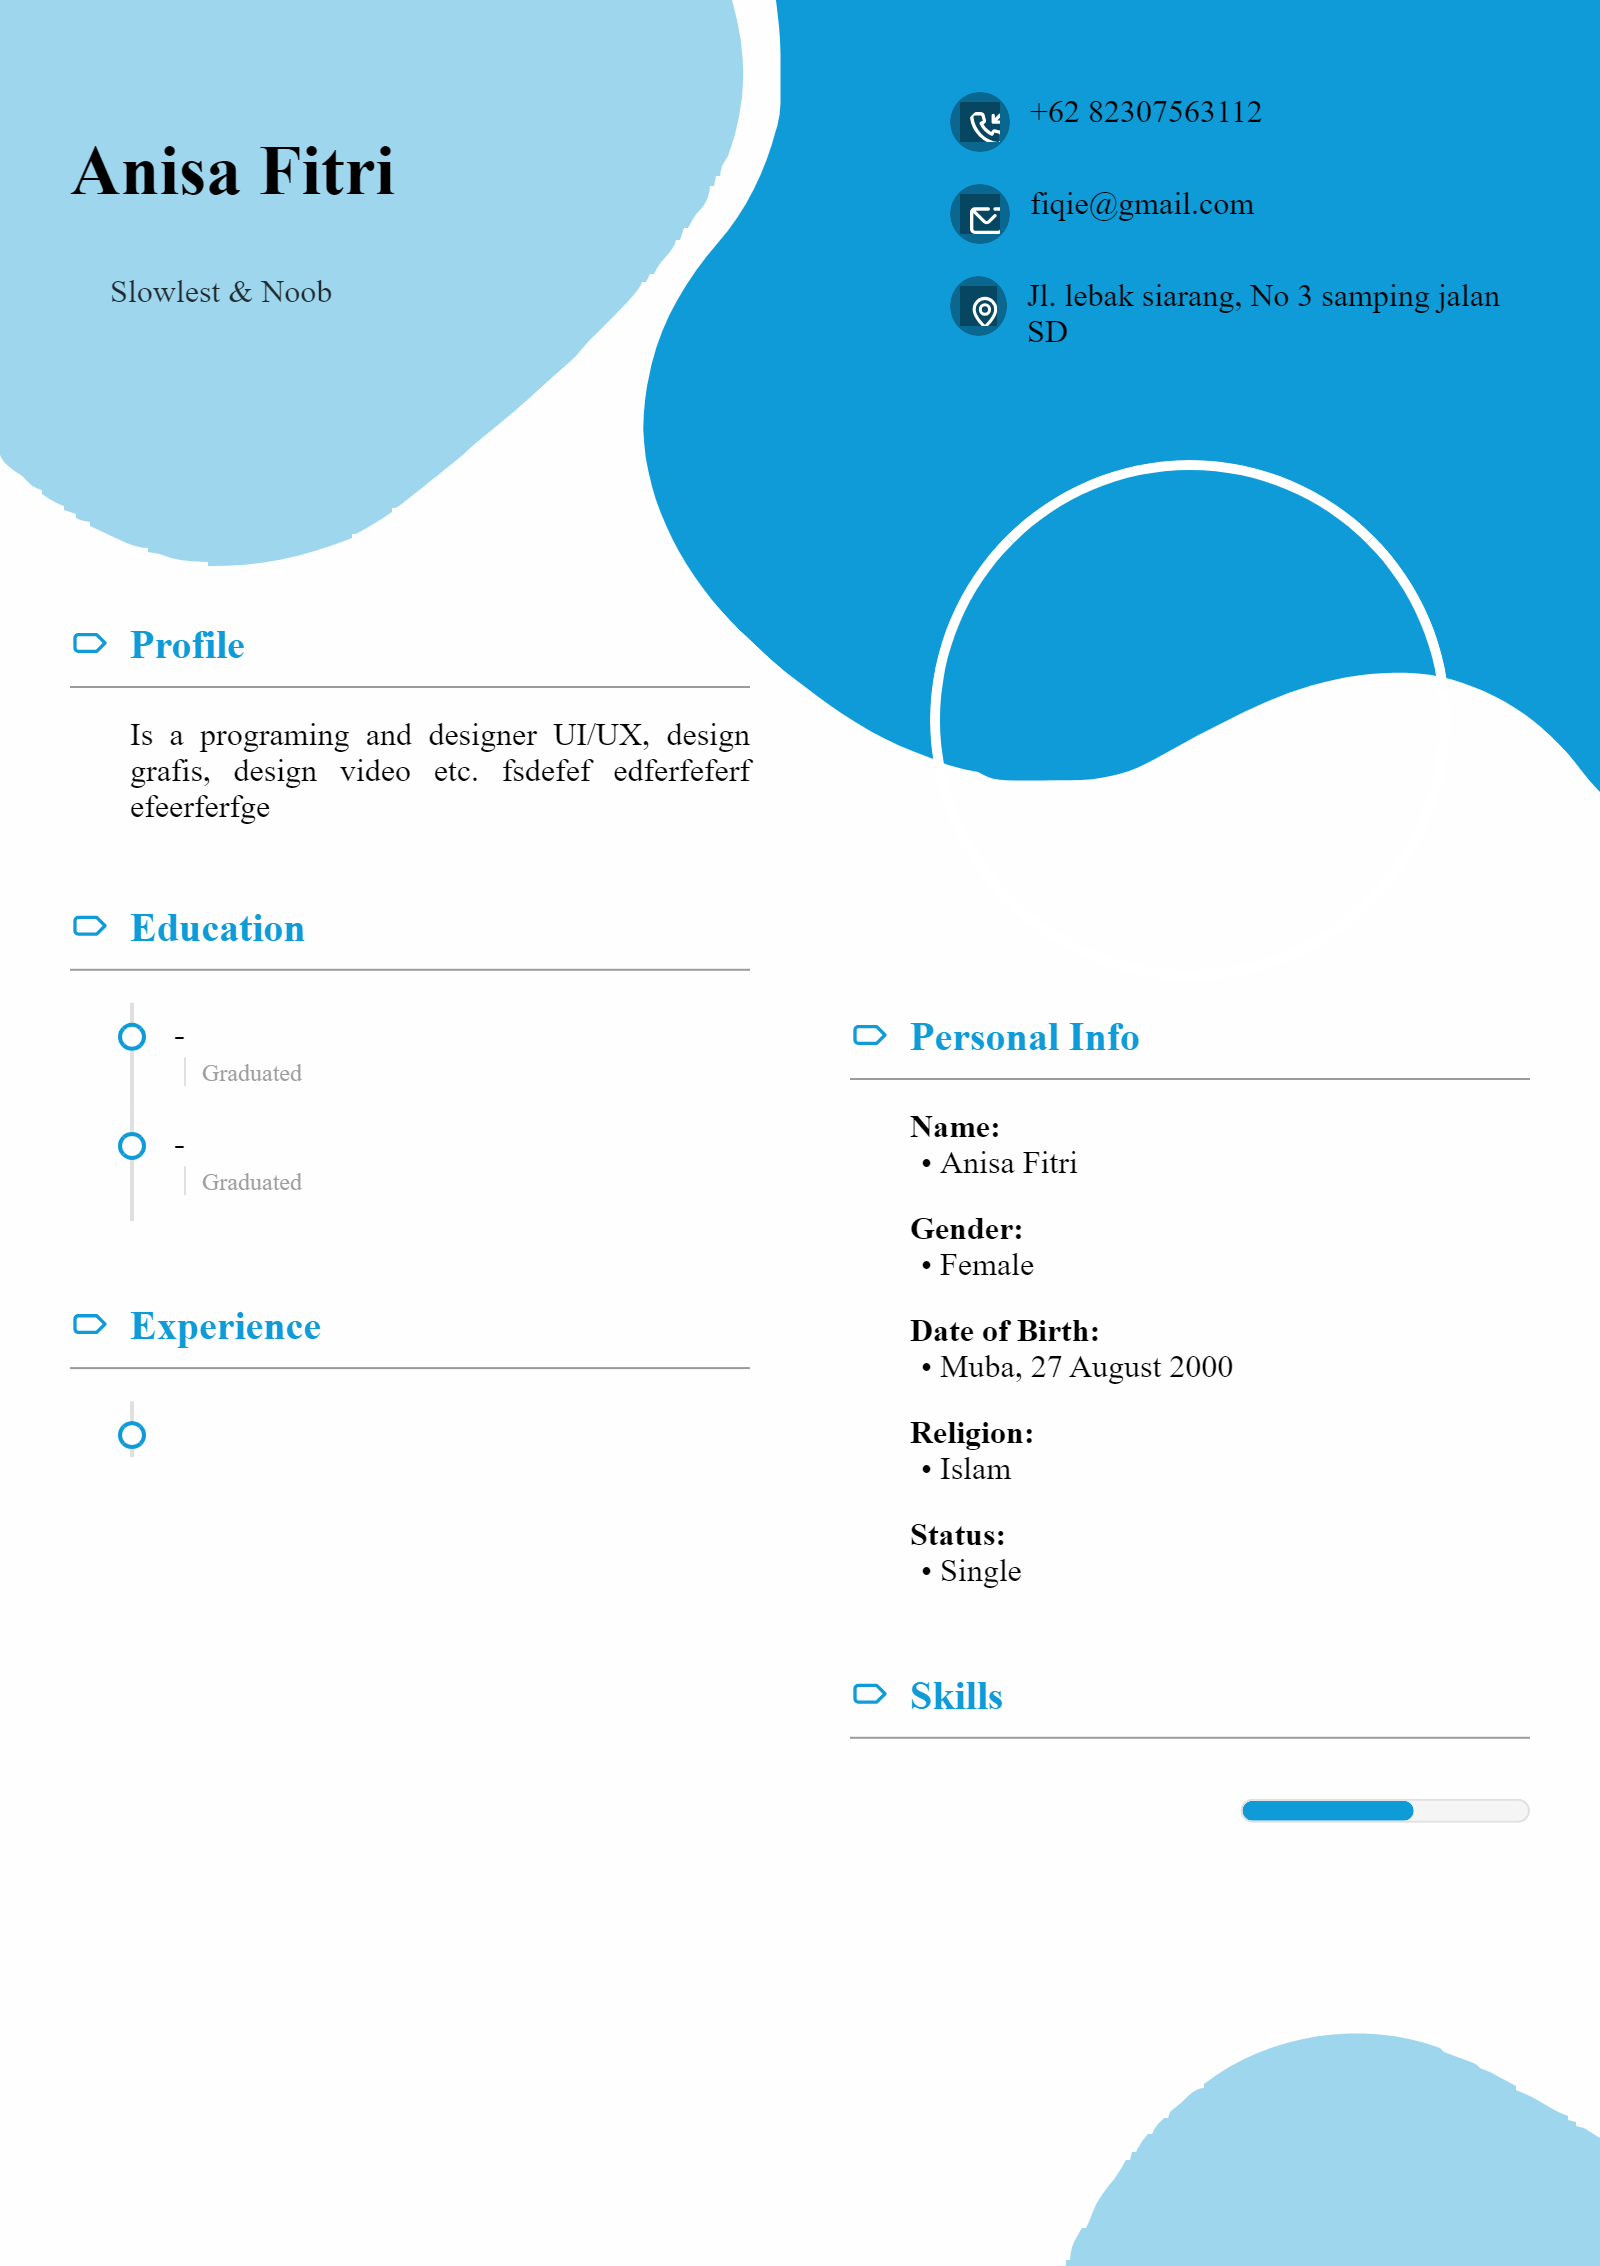 Anisa Fitri
Slowlest & Noob
+62 82307563112
fiqie@gmail.com
Jl. lebak siarang, No 3 samping jalan
SD
Profile
Is a programing and designer UI/UX, design
grafis, design video etc. fsdefef edferfeferf
efeerferfge
Education
-
Graduated
-
Graduated
Experience
Personal Info
Name:
• Anisa Fitri
Gender:
• Female
Date of Birth:
• Muba, 27 August 2000
Religion:
• Islam
Status:
• Single
Skills